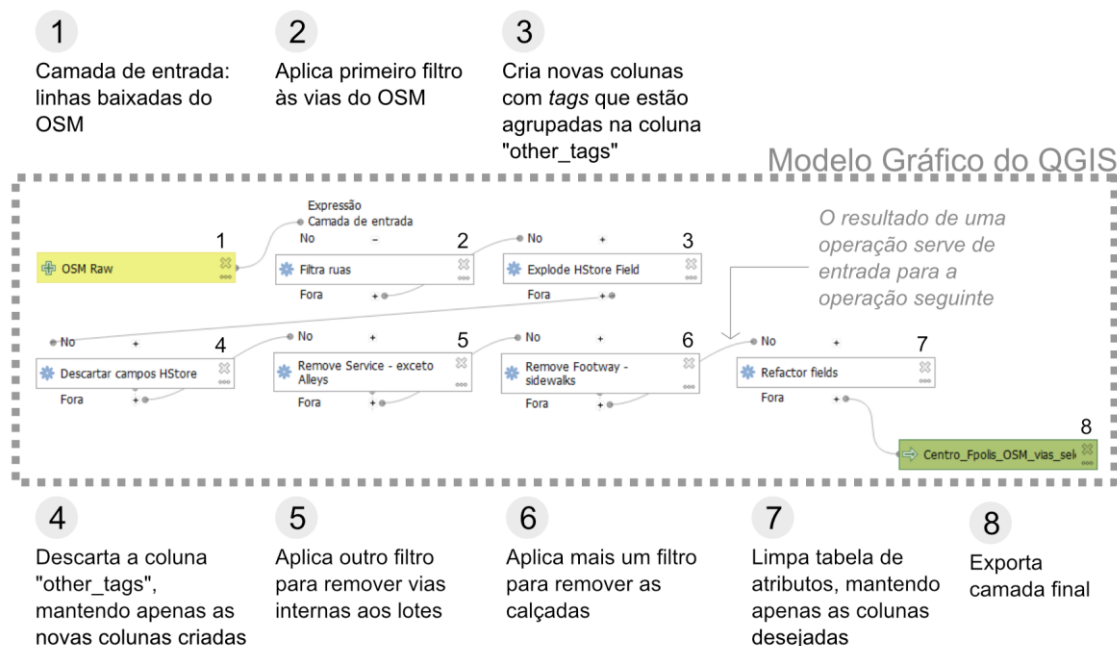 1
Camada de entrada:
linhas baixadas do
OSM
2
Aplica primeiro filtro
às vias do OSM
3
Cria novas colunas
com tags que estão
agrupadas na coluna
"other_tags"
Modelo Gráfico do QGIS
1
OSM Raw
Expressão
Camada de entrada
No -
2
Filtra ruas
Fora +
No +
3
Explode HStore Field
Fora +
O resultado de uma
operação serve de
entrada para a
operação seguinte
No +
4
Descartar campos HStore
Fora +
No +
5
Remove Service - exceto
Alleys
Fora +
No +
6
Remove Footway -
sidewalks
Fora +
No +
7
Refactor fields
Fora +
8
Centro_Fpolis_OSM_vias_sel
4
Descarta a coluna
"other_tags",
mantendo apenas as
novas colunas criadas
5
Aplica outro filtro
para remover vias
internas aos lotes
6
Aplica mais um filtro
para remover as
calçadas
7
Limpa tabela de
atributos, mantendo
apenas as colunas
desejadas
8
Exporta
camada final